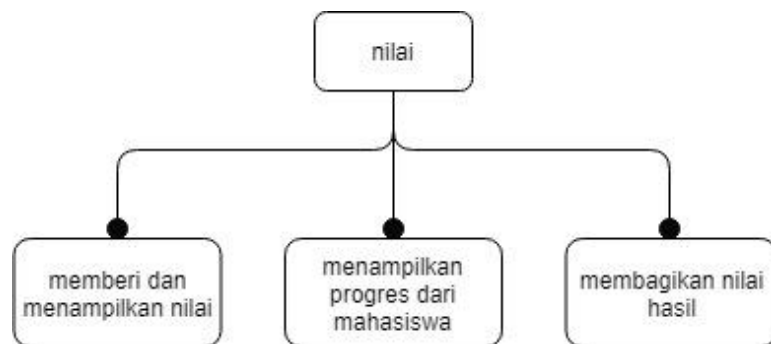 nilai
memberi dan
menampilkan nilai
menampilkan
progres dari
mahasiswa
membagikan nilai
hasil